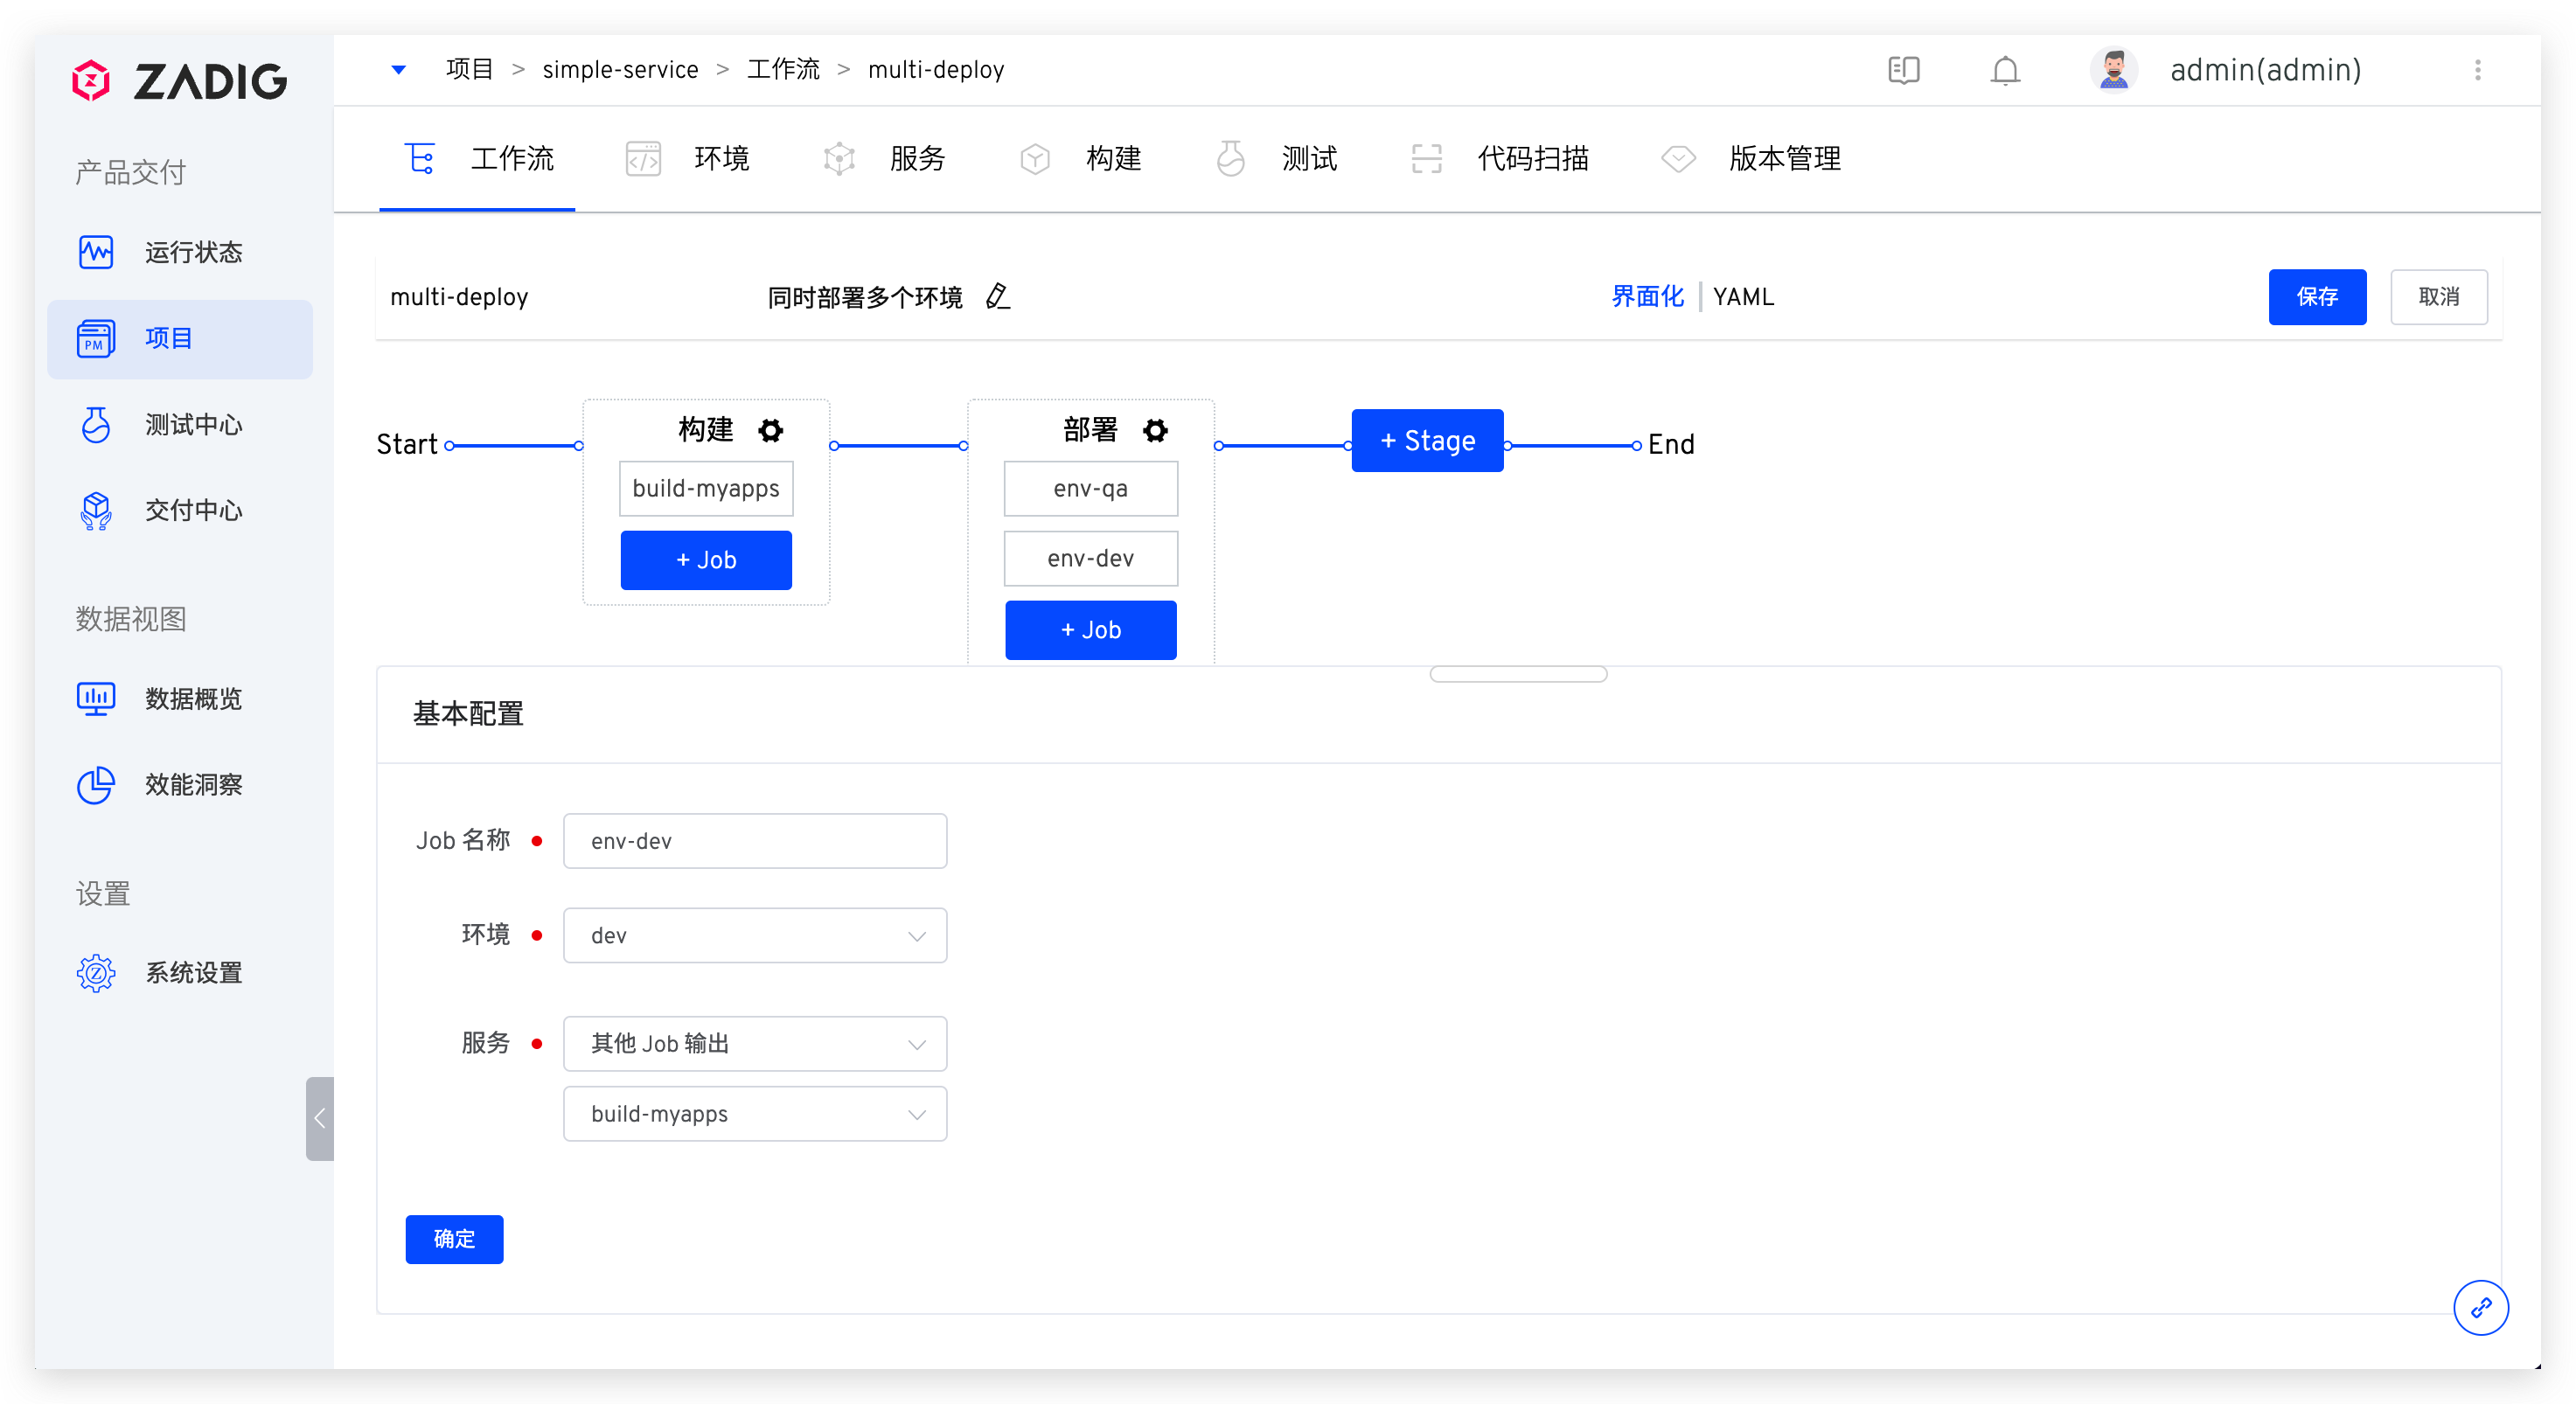 ZADIG
产品交付
运行状态
PM
项目
测试中心
交付中心
数据视图
数据概览
效能洞察
设置
系统设置
项目 > simple-service > 工作流 > multi-deploy
admin(admin)
工作流 环境 服务 构建 测试 代码扫描 版本管理
multi-deploy 同时部署多个环境 界面化 | YAML 保存 取消
Start
构建
build-myapps
+ Job
部署
env-qa
env-dev
+ Job
+ Stage
End
基本配置
Job 名称 env-dev
环境 dev
服务 其他 Job 输出
build-myapps
确定